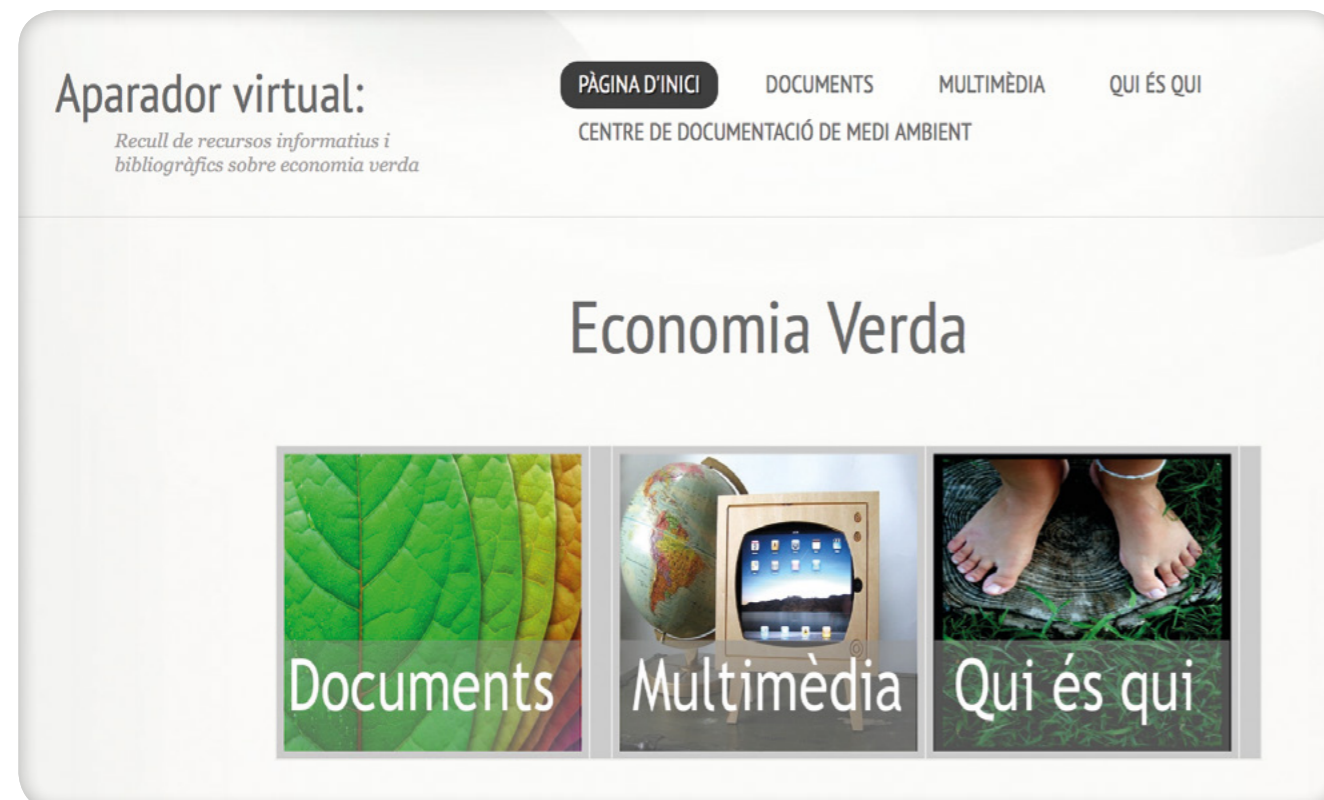 Aparador virtual:
Recull de recursos informatius i
bibliogràfics sobre economia verda
PÀGINA D'INICI DOCUMENTS MULTIMÈDIA QUI ÉS QUI
CENTRE DE DOCUMENTACIÓ DE MEDI AMBIENT
Economia Verda
Documents
Multimèdia
Qui és qui